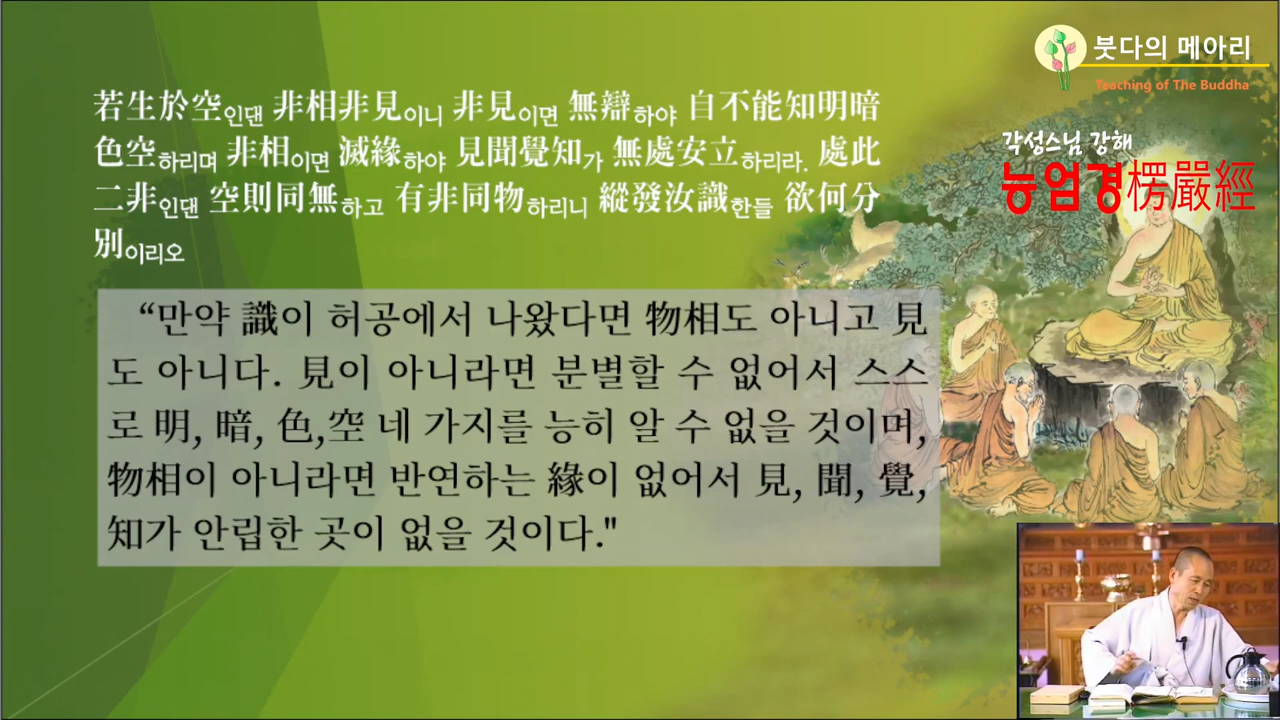 若生於空인댄 非相非見이니 非見이면 無辯하야 自不能知明暗
色空하리며 非相이면 滅緣하야 見聞覺知가 無處安立하리라. 處此
二非인댄 空則同無하고 有非同物하리니 縱發汝識한들 欲何分
別이리오
“만약 識이 허공에서 나왔다면 物相도 아니고 見
도 아니다. 見이 아니라면 분별할 수 없어서 스스
로 明, 暗, 色,空 네 가지를 능히 알 수 없을 것이며,
物相이 아니라면 반연하는 緣이 없어서 見, 聞, 覺,
知가 안립한 곳이 없을 것이다."
붓다의 메아리
Teaching of The Buddha
각성스님 강해
능엄경楞嚴經